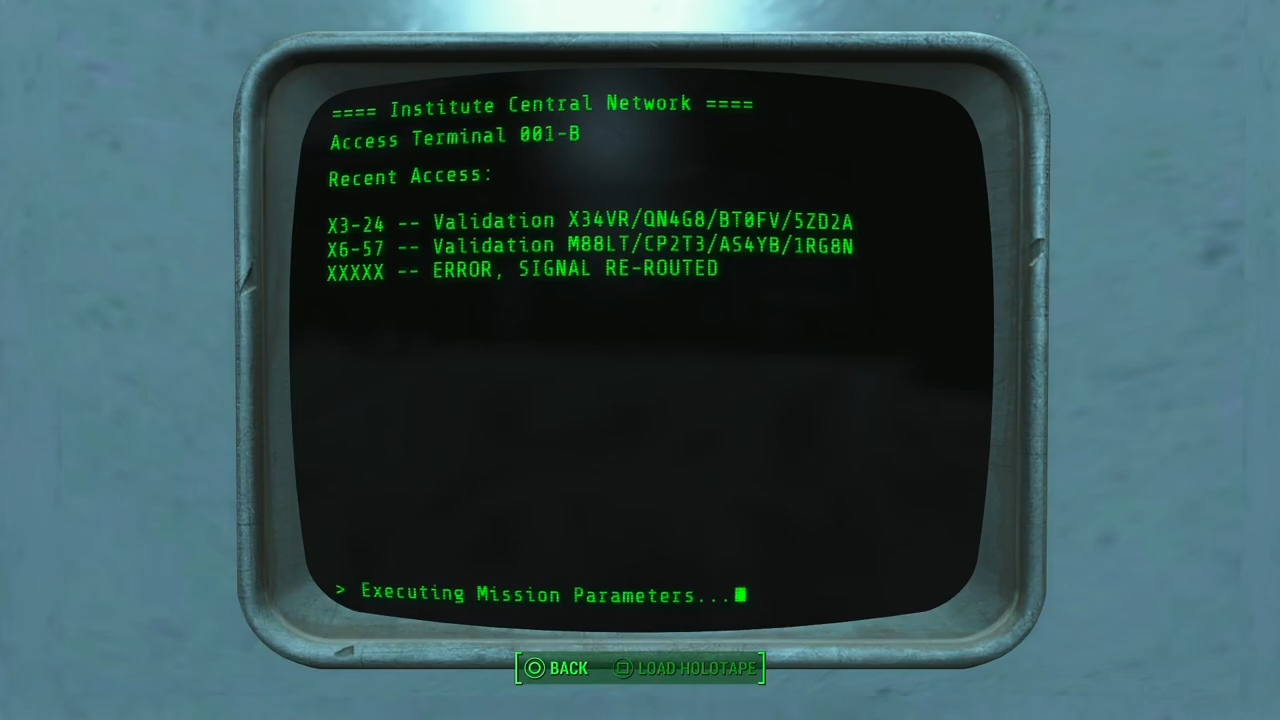 ==== Institute Central Network ====
Access Terminal 001-B
Recent Access:
X3-24 -- Validation X34VR/QN4G8/BT0FV/5ZD2A
X6-57 -- Validation M88LT/CP2T3/AS4YB/1RG8N
XXXXX -- ERROR, SIGNAL RE-ROUTED
> Executing Mission Parameters...
BACK LOAD HOLOTAPE